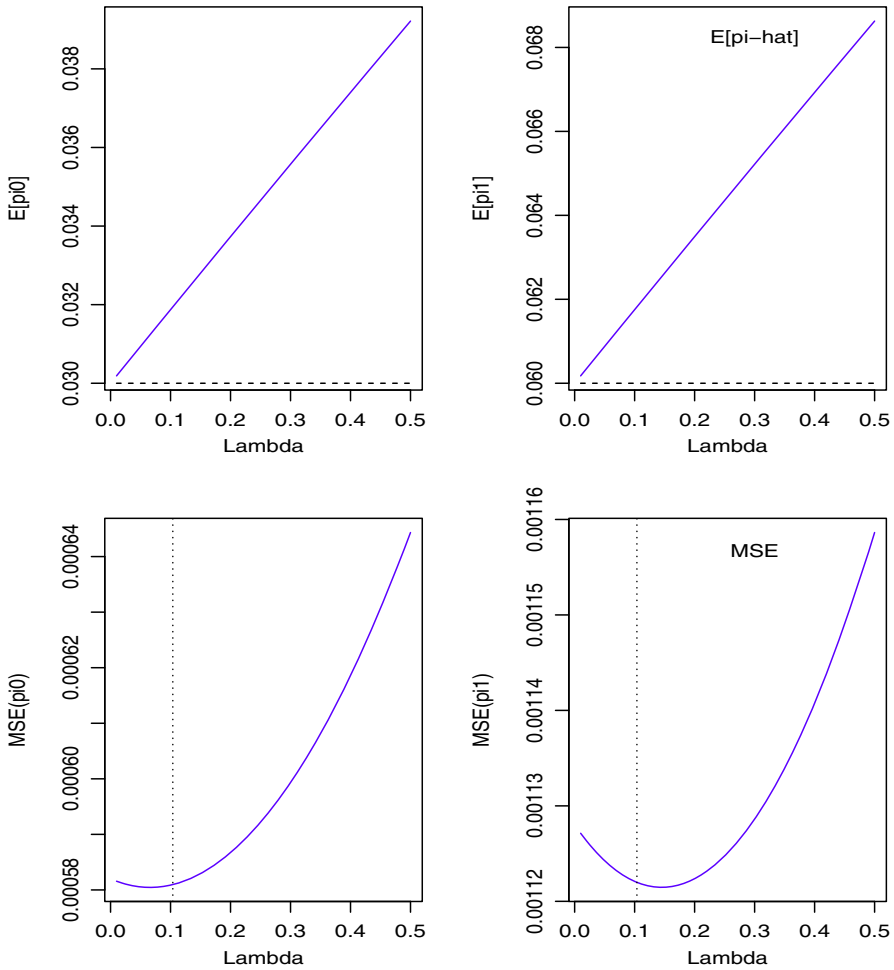 E[pi0]
0.030 0.032 0.034 0.036 0.038
0.0 0.1 0.2 0.3 0.4 0.5
Lambda
E[pi−hat]
E[pi1]
0.060 0.062 0.064 0.066 0.068
0.0 0.1 0.2 0.3 0.4 0.5
Lambda
MSE(pi0)
0.00058 0.00060 0.00062 0.00064
0.0 0.1 0.2 0.3 0.4 0.5
Lambda
MSE
MSE(pi1)
0.00112 0.00113 0.00114 0.00115 0.00116
0.0 0.1 0.2 0.3 0.4 0.5
Lambda